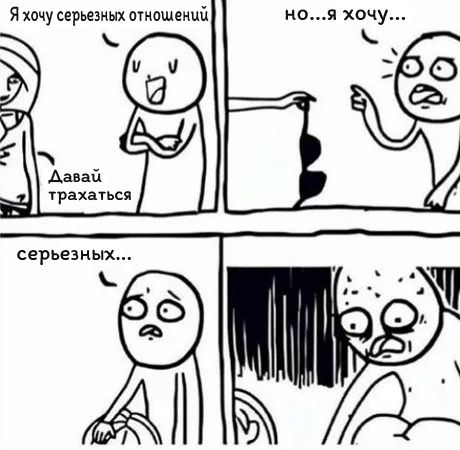 Я хочу серьезных отношений
Давай
трахаться
но...я хочу...
серьезных...